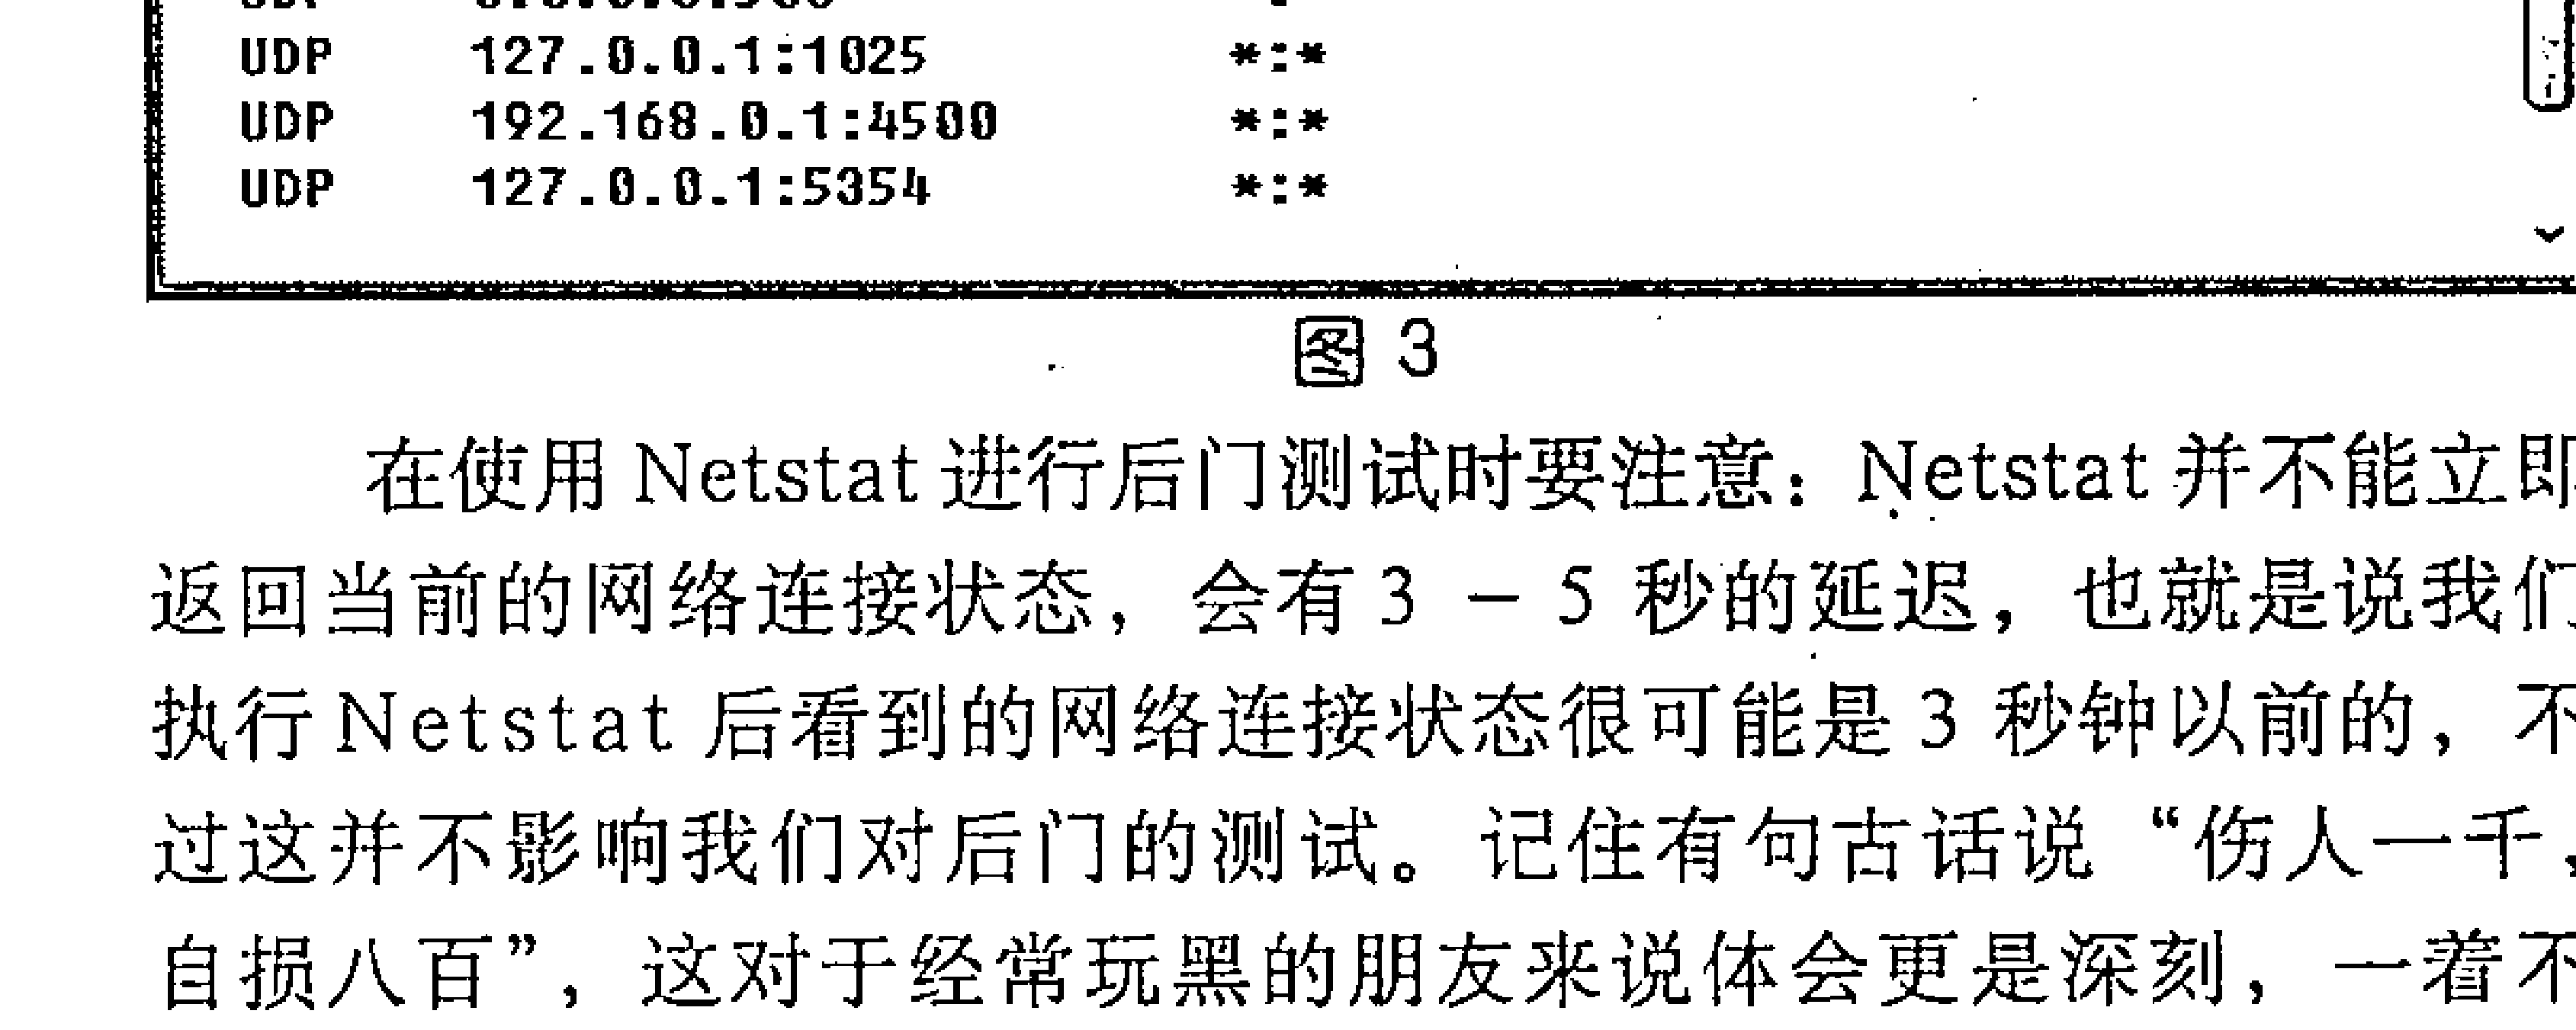 UDP 127.0.0.1:1025 *:*
UDP 192.168.0.1:4500 *:*
UDP 127.0.0.1:5354 *:*
图 3
在使用 Netstat 进行后门测试时要注意：Netstat 并不能立即
返回当前的网络连接状态，会有 3 － 5 秒的延迟，也就是说我们
执行 Netstat 后看到的网络连接状态很可能是 3 秒钟以前的，不
过这并不影响我们对后门的测试。记住有句古话说“伤人一千，
自损八百”，这对于经常玩黑的朋友来说体会更是深刻，一着不